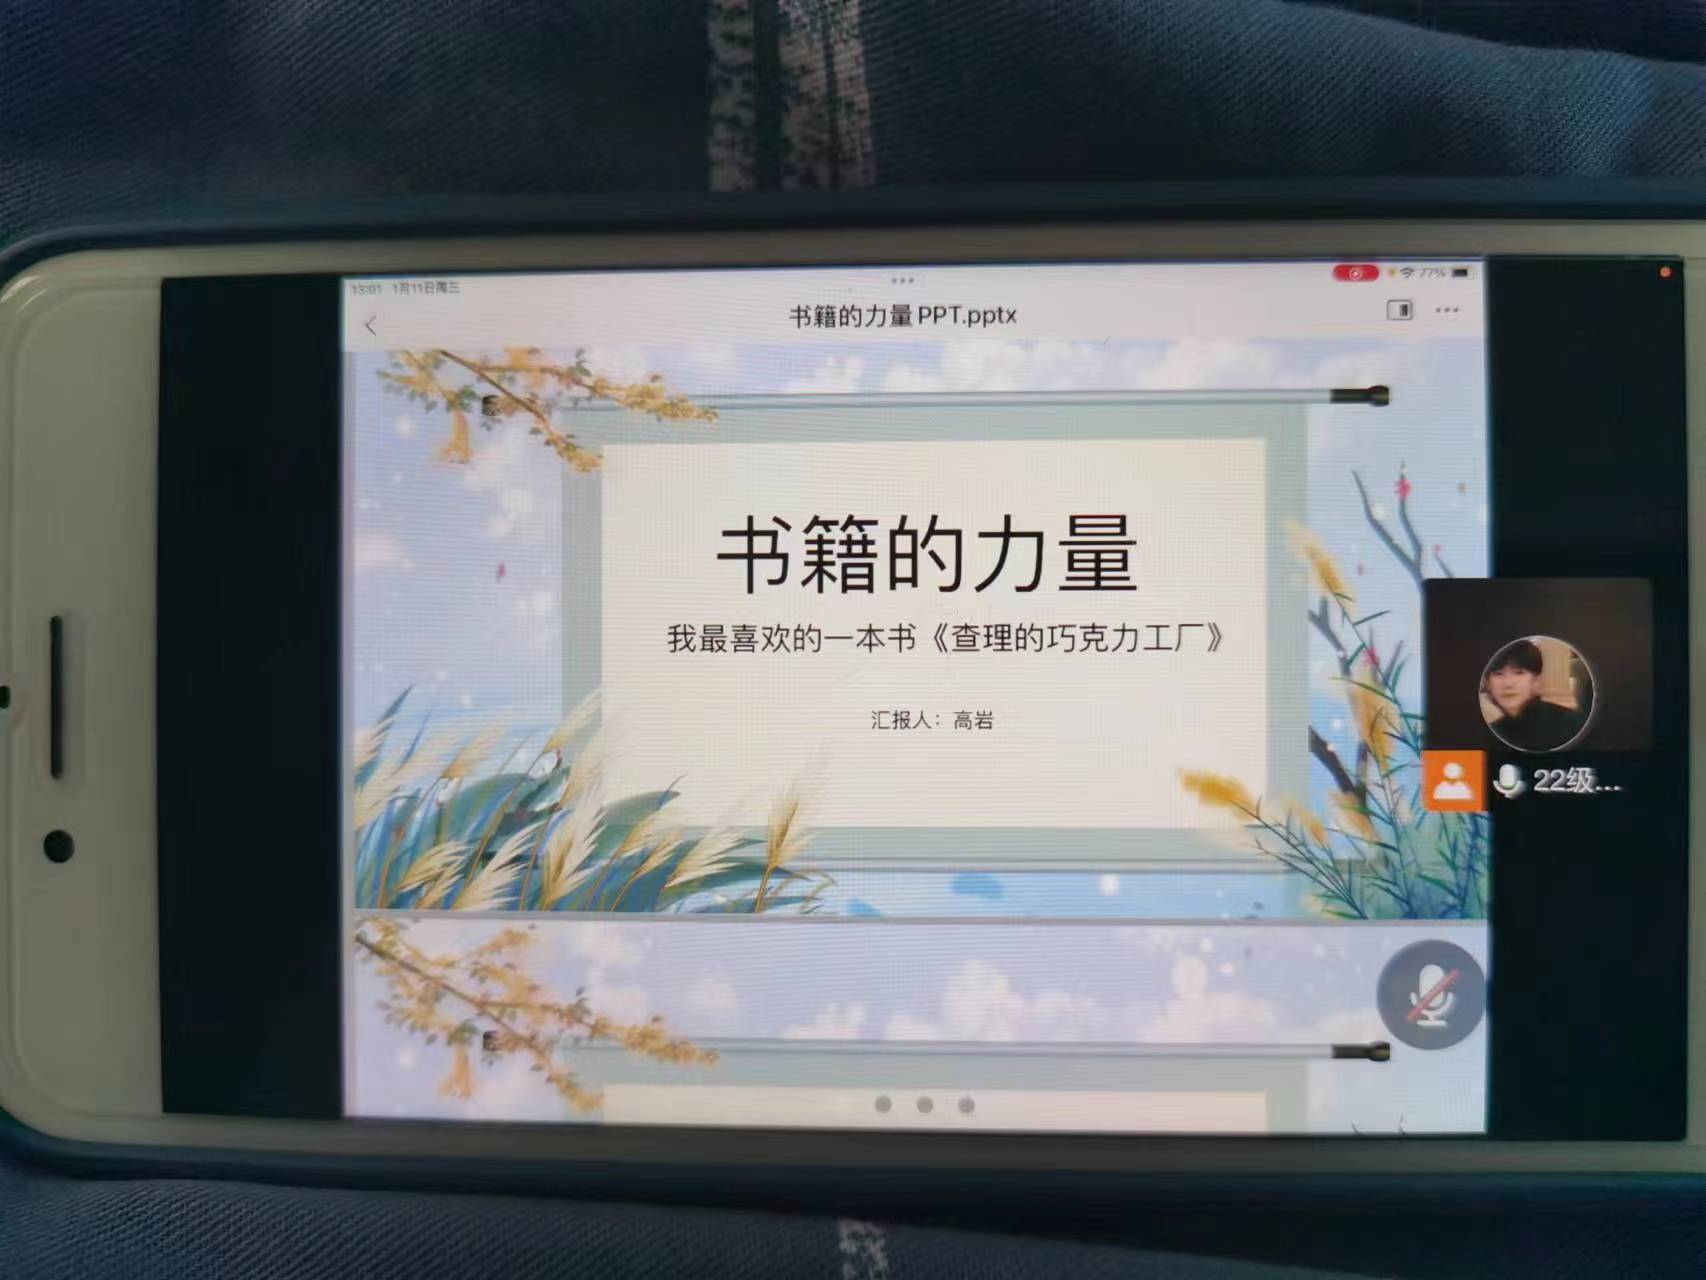 13:01 1月11日周三
77%
书籍的力量PPT.pptx
书籍的力量
我最喜欢的一本书《查理的巧克力工厂》
汇报人：高岩
22级...